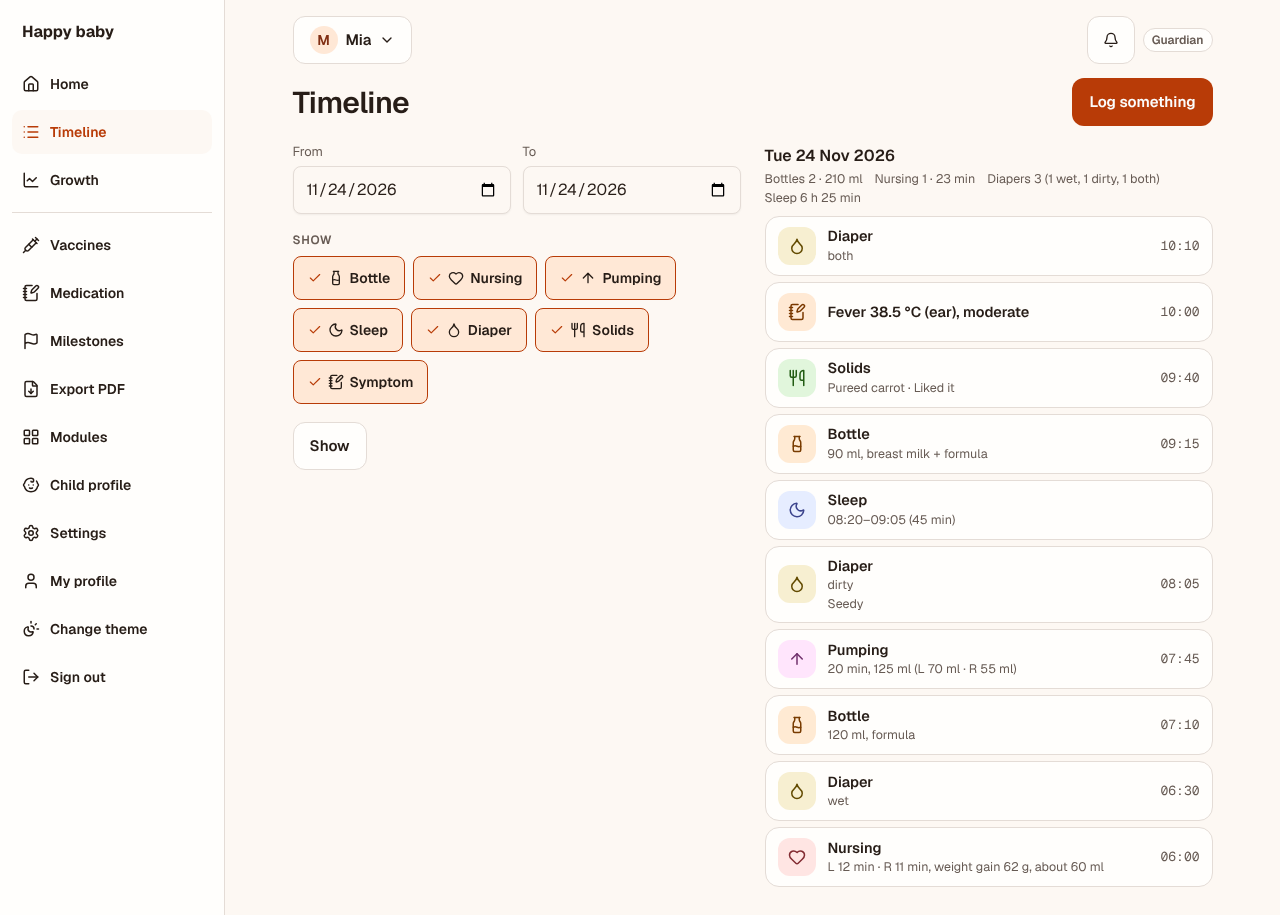 Happy baby
Home
Timeline
Growth
Vaccines
Medication
Milestones
Export PDF
Modules
Child profile
Settings
My profile
Change theme
Sign out
M Mia
Guardian
Timeline
Log something
From
To
11/24/2026
11/24/2026
SHOW
Bottle
Nursing
Pumping
Sleep
Diaper
Solids
Symptom
Show
Tue 24 Nov 2026
Bottles 2 · 210 ml Nursing 1 · 23 min Diapers 3 (1 wet, 1 dirty, 1 both)
Sleep 6 h 25 min
Diaper
both
10:10
Fever 38.5 °C (ear), moderate
10:00
Solids
Pureed carrot · Liked it
09:40
Bottle
90 ml, breast milk + formula
09:15
Sleep
08:20–09:05 (45 min)
Diaper
dirty
Seedy
08:05
Pumping
20 min, 125 ml (L 70 ml · R 55 ml)
07:45
Bottle
120 ml, formula
07:10
Diaper
wet
06:30
Nursing
L 12 min · R 11 min, weight gain 62 g, about 60 ml
06:00